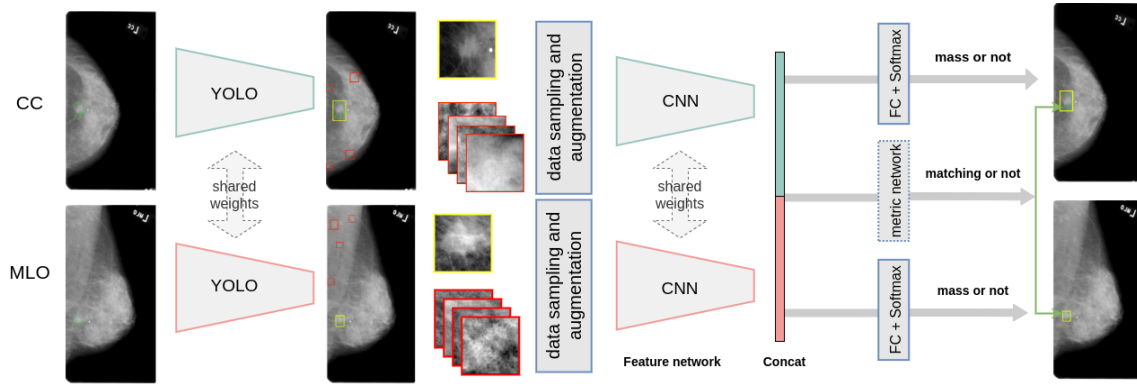 CC
YOLO
data sampling and
augmentation
CNN
FC + Softmax
mass or not
shared
weights
shared
weights
metric network
matching or not
MLO
YOLO
data sampling and
augmentation
CNN
FC + Softmax
mass or not
Feature network
Concat